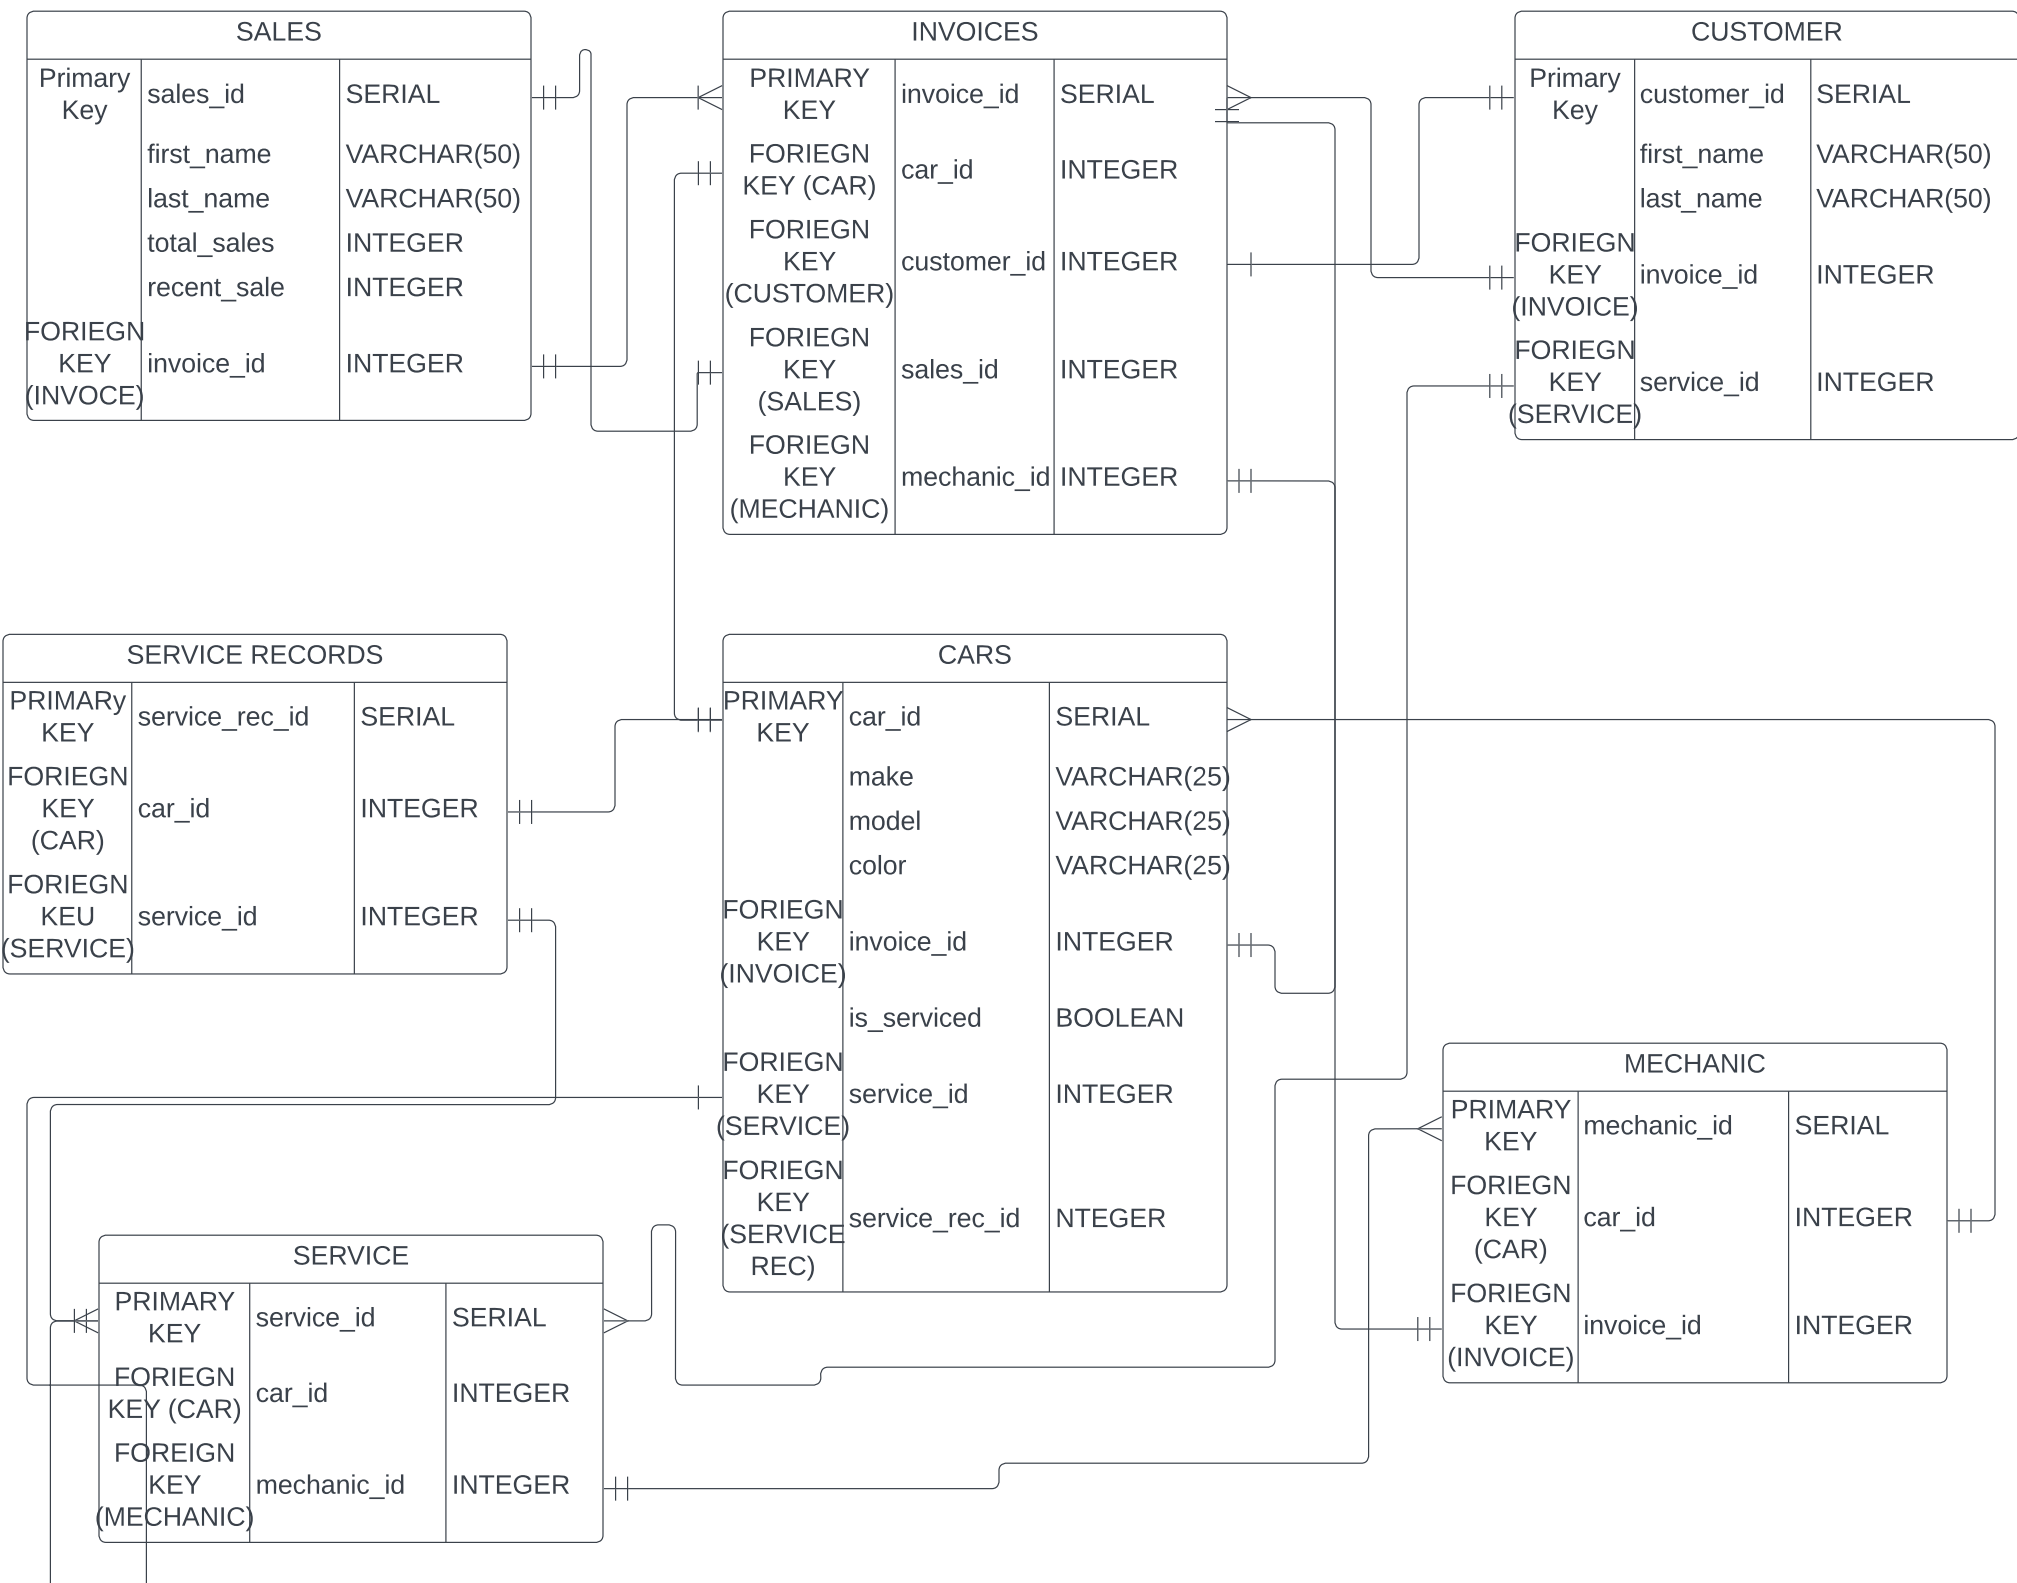 SALES
Primary
Key
sales_id
SERIAL
first_name
VARCHAR(50)
last_name
VARCHAR(50)
total_sales
INTEGER
recent_sale
INTEGER
FORIEGN
KEY
(INVOCE)
invoice_id
INTEGER
INVOICES
PRIMARY
KEY
invoice_id
SERIAL
FORIEGN
KEY (CAR)
car_id
INTEGER
FORIEGN
KEY
(CUSTOMER)
customer_id
INTEGER
FORIEGN
KEY
(SALES)
sales_id
INTEGER
FORIEGN
KEY
(MECHANIC)
mechanic_id
INTEGER
CUSTOMER
Primary
Key
customer_id
SERIAL
first_name
VARCHAR(50)
last_name
VARCHAR(50)
FORIEGN
KEY
(INVOICE)
invoice_id
INTEGER
FORIEGN
KEY
(SERVICE)
service_id
INTEGER
SERVICE RECORDS
PRIMARy
KEY
service_rec_id
SERIAL
FORIEGN
KEY
(CAR)
car_id
INTEGER
FORIEGN
KEU
(SERVICE)
service_id
INTEGER
CARS
PRIMARY
KEY
car_id
SERIAL
make
VARCHAR(25)
model
VARCHAR(25)
color
VARCHAR(25)
FORIEGN
KEY
(INVOICE)
invoice_id
INTEGER
is_serviced
BOOLEAN
FORIEGN
KEY
(SERVICE)
service_id
INTEGER
FORIEGN
KEY
(SERVICE
REC)
service_rec_id
NTEGER
MECHANIC
PRIMARY
KEY
mechanic_id
SERIAL
FORIEGN
KEY
(CAR)
car_id
INTEGER
FORIEGN
KEY
(INVOICE)
invoice_id
INTEGER
SERVICE
PRIMARY
KEY
service_id
SERIAL
FORIEGN
KEY (CAR)
car_id
INTEGER
FOREIGN
KEY
(MECHANIC)
mechanic_id
INTEGER